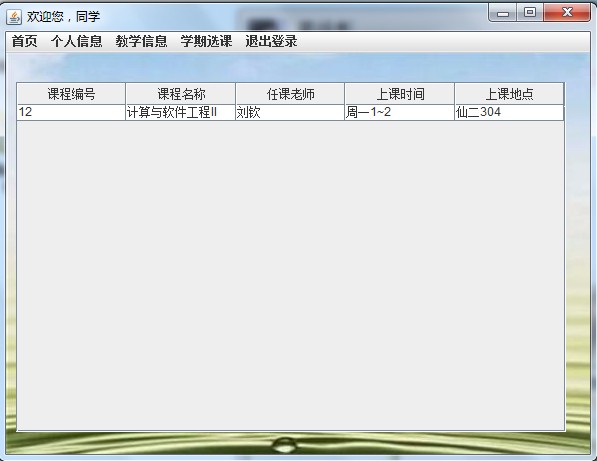 欢迎您，同学
首页 个人信息 教学信息 学期选课 退出登录
课程编号 课程名称 任课老师 上课时间 上课地点
12 计算与软件工程II 刘钦 周一1~2 仙二304